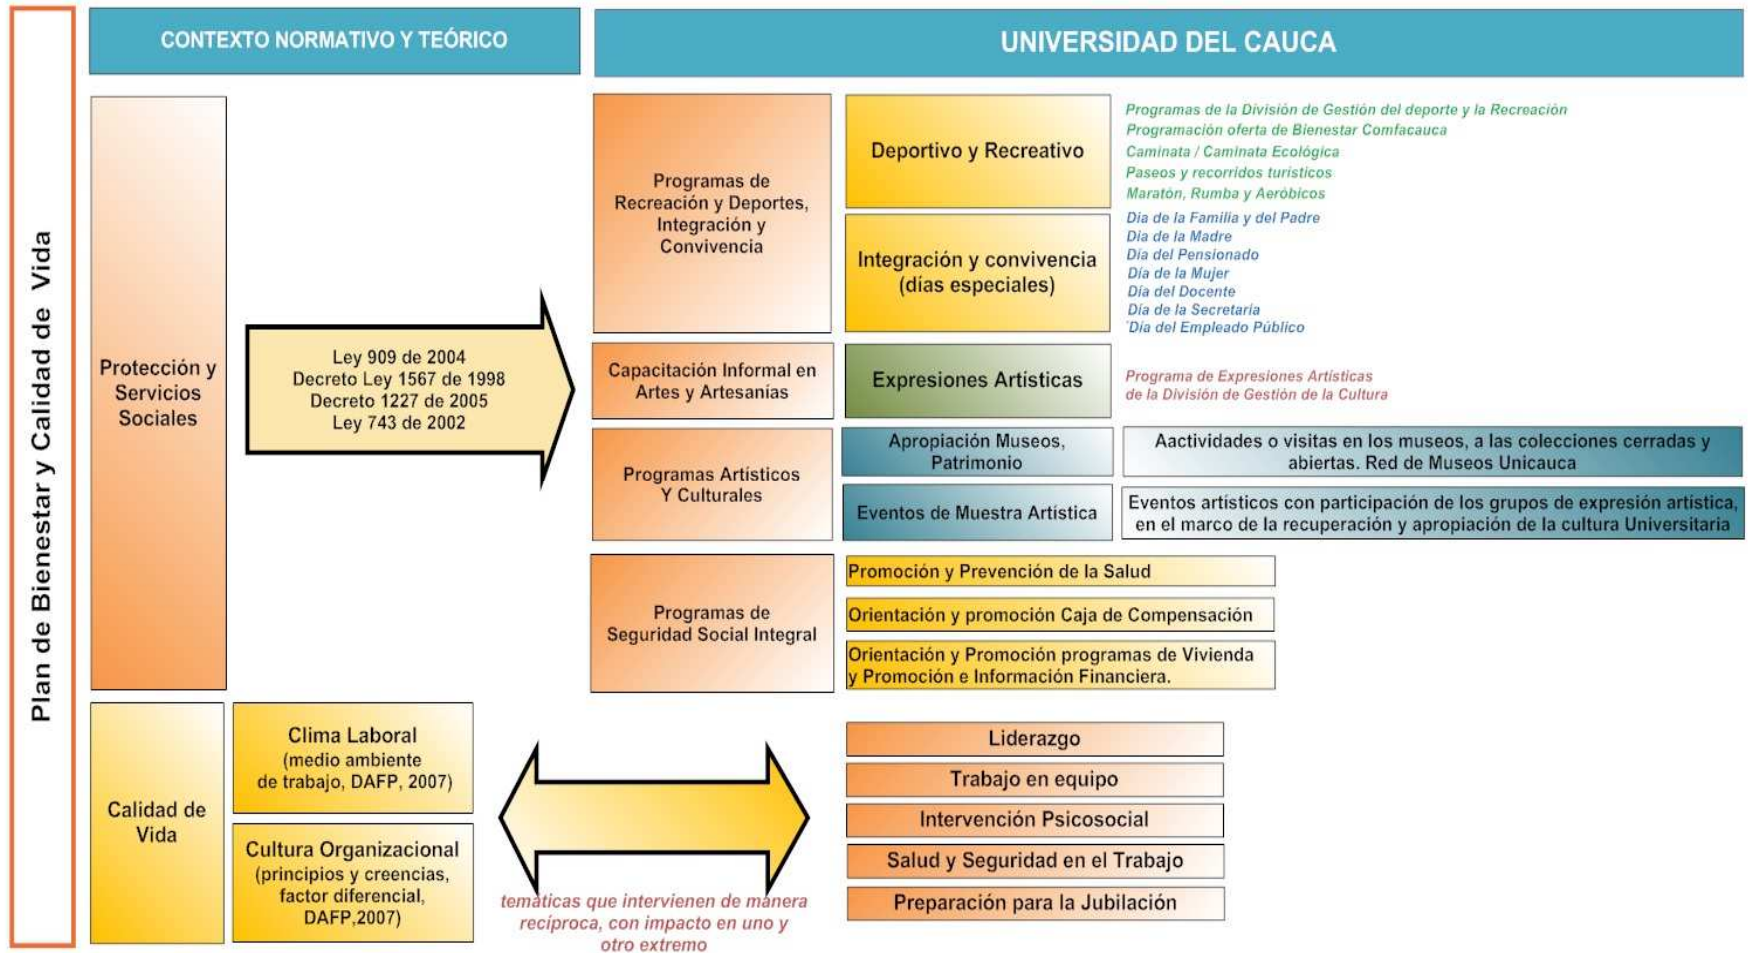 CONTEXTO NORMATIVO Y TEÓRICO
UNIVERSIDAD DEL CAUCA
Plan de Bienestar y Calidad de Vida
Protección y
Servicios
Sociales
Ley 909 de 2004
Decreto Ley 1567 de 1998
Decreto 1227 de 2005
Ley 743 de 2002
Programas de
Recreación y Deportes,
Integración y
Convivencia
Deportivo y Recreativo
Programas de la División de Gestión del deporte y la Recreación
Programación oferta de Bienestar Comfacauca
Caminata / Caminata Ecológica
Paseos y recorridos turísticos
Maratón, Rumba y Aeróbicos
Integración y convivencia
(días especiales)
Día de la Familia y del Padre
Día de la Madre
Día del Pensionado
Día de la Mujer
Día del Docente
Día de la Secretaría
´Día del Empleado Público
Capacitación Informal en
Artes y Artesanías
Expresiones Artísticas
Programa de Expresiones Artísticas
de la División de Gestión de la Cultura
Programas Artísticos
Y Culturales
Apropiación Museos,
Patrimonio
Aactividades o visitas en los museos, a las colecciones cerradas y
abiertas. Red de Museos Unicauca
Eventos de Muestra Artística
Eventos artísticos con participación de los grupos de expresión artística,
en el marco de la recuperación y apropiación de la cultura Universitaria
Programas de
Seguridad Social Integral
Promoción y Prevención de la Salud
Orientación y promoción Caja de Compensación
Orientación y Promoción programas de Vivienda
y Promoción e Información Financiera.
Calidad de
Vida
Clima Laboral
(medio ambiente
de trabajo, DAFP, 2007)
Cultura Organizacional
(principios y creencias,
factor diferencial,
DAFP,2007)
temáticas que intervienen de manera
recíproca, con impacto en uno y
otro extremo
Liderazgo
Trabajo en equipo
Intervención Psicosocial
Salud y Seguridad en el Trabajo
Preparación para la Jubilación